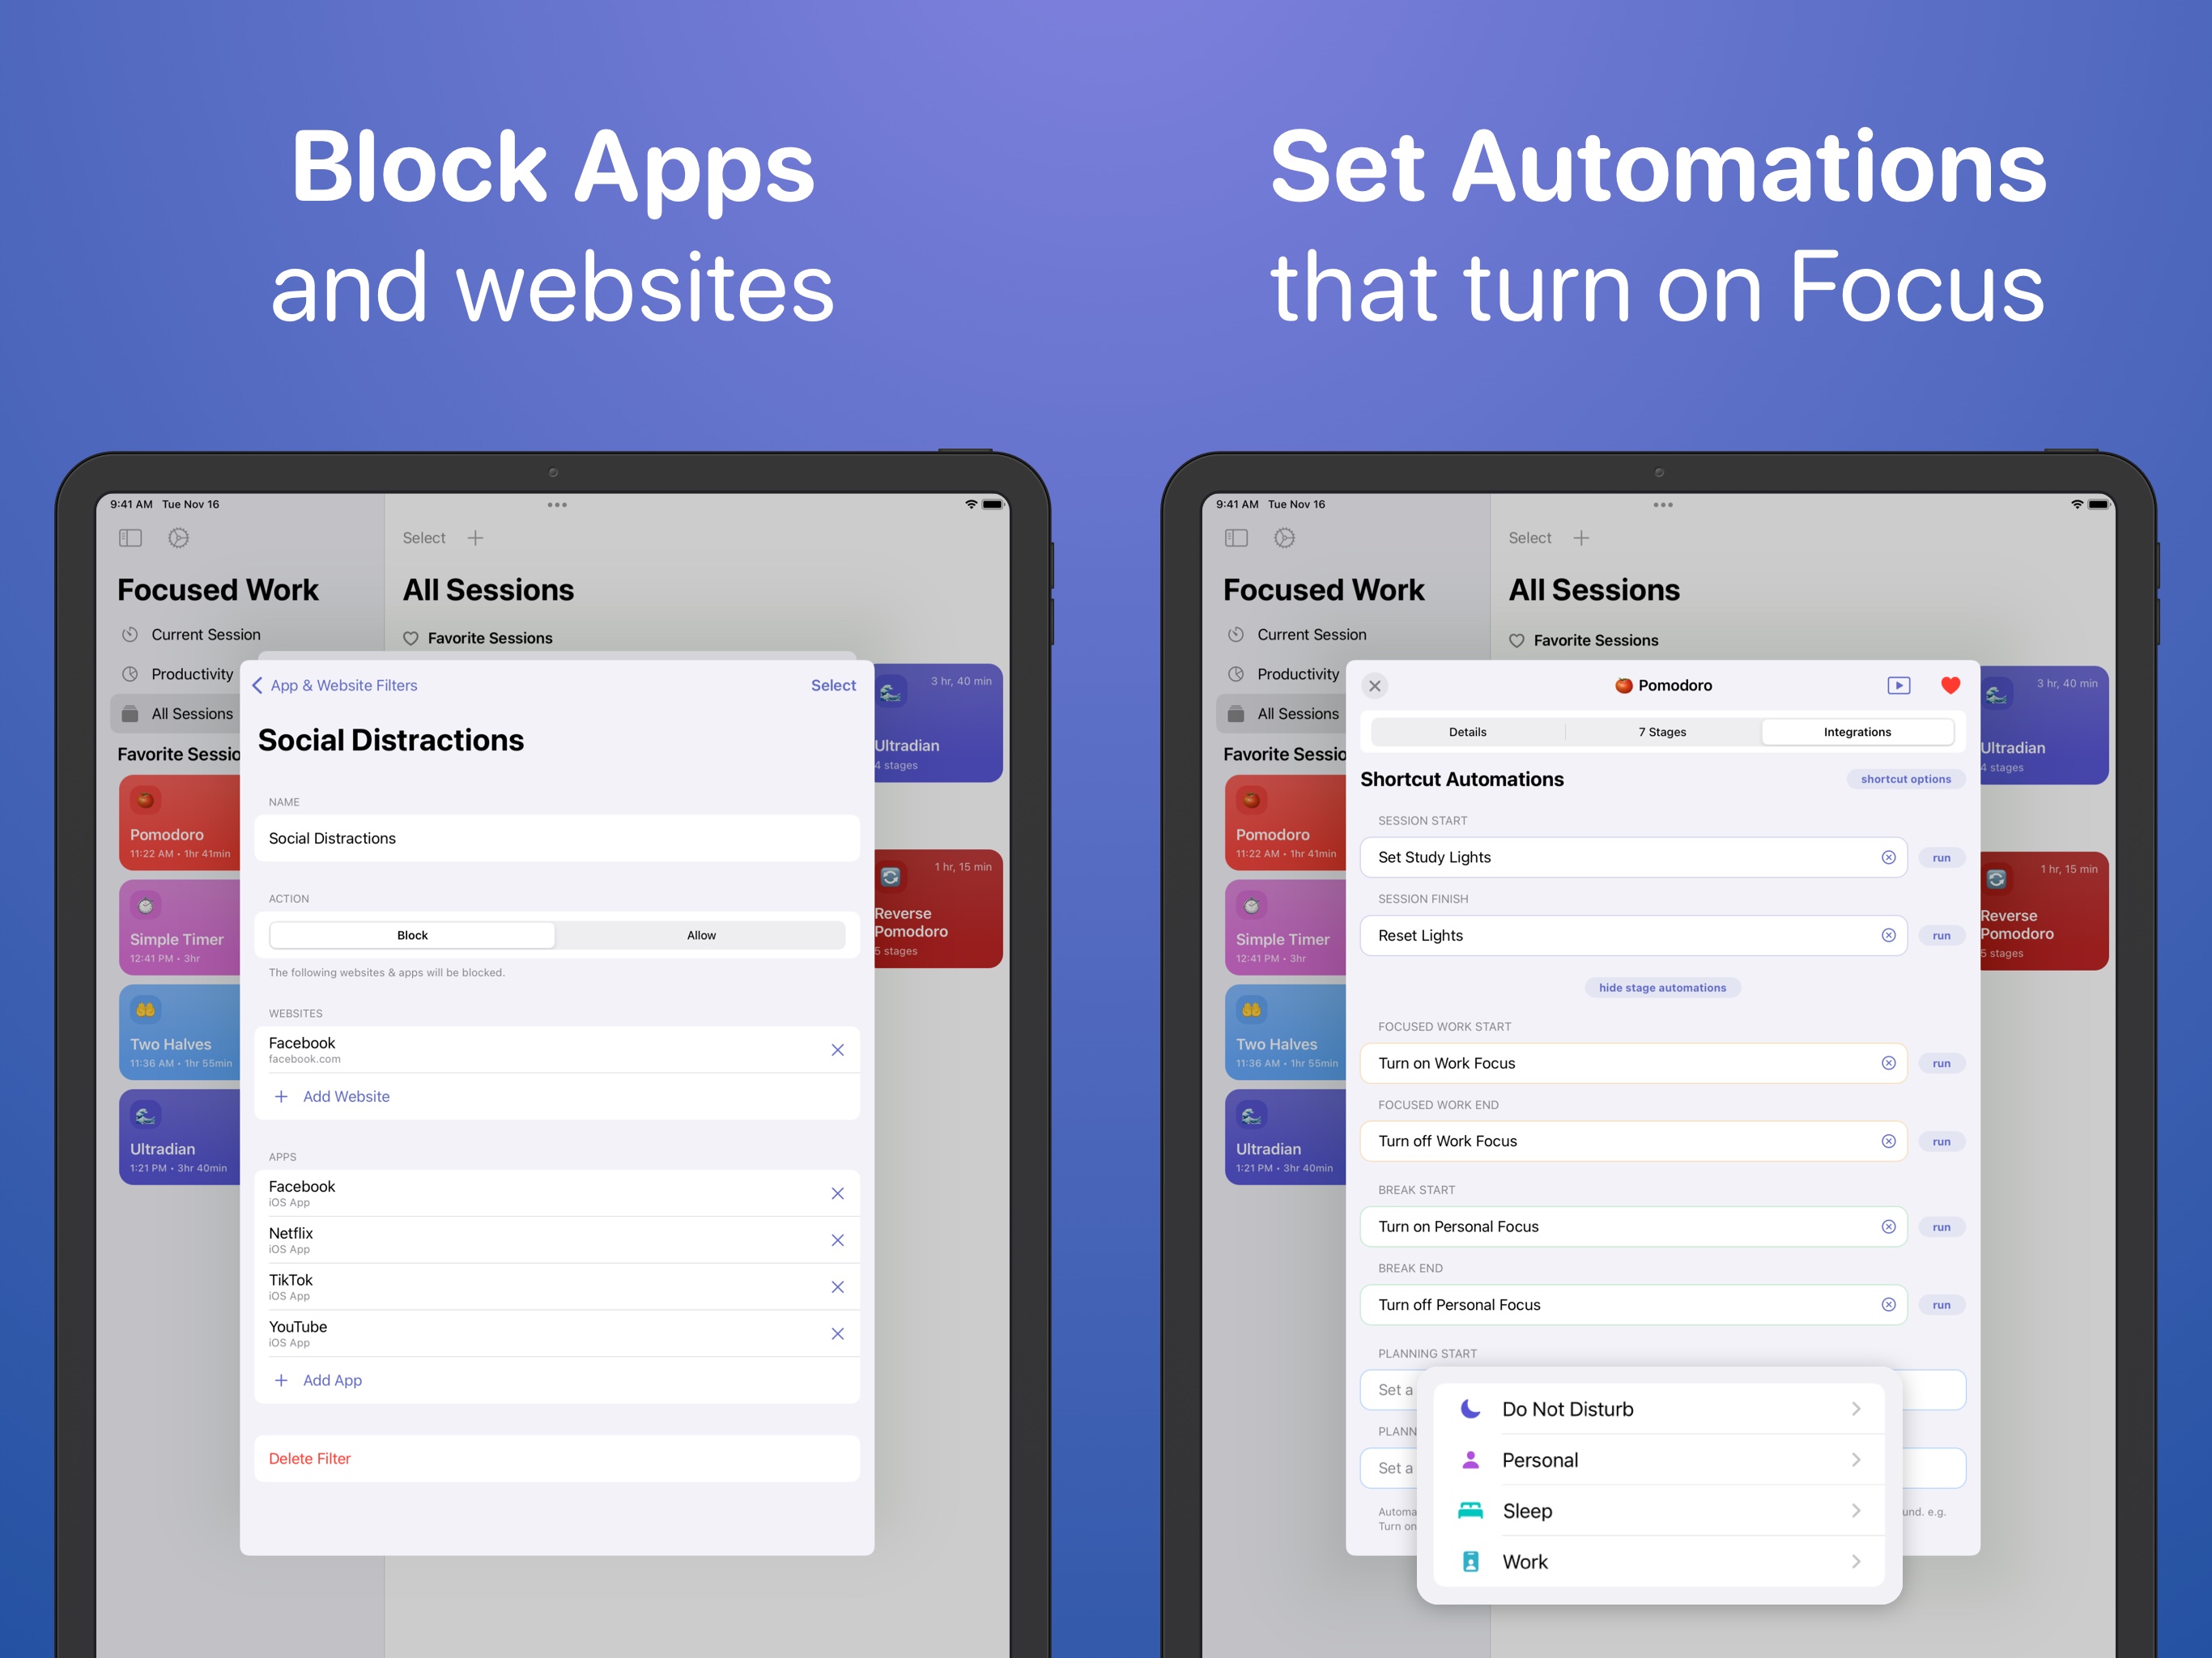 Block Apps
and websites
9:41 AM Tue Nov 16
Select
Focused Work
All Sessions
Current Session
Favorite Sessions
Productivity
All Sessions
Favorite Sessio
Pomodoro
11:22 AM • 1hr 41min
Simple Timer
12:41 PM • 3hr
Two Halves
11:36 AM • 1hr 55min
Ultradian
1:21 PM • 3hr 40min
3 hr, 40 min
Ultradian
4 stages
1 hr, 15 min
Reverse
Pomodoro
5 stages
App & Website Filters
Select
Social Distractions
NAME
Social Distractions
ACTION
Block
Allow
The following websites & apps will be blocked.
WEBSITES
Facebook
facebook.com
Add Website
APPS
Facebook
iOS App
Netflix
iOS App
TikTok
iOS App
YouTube
iOS App
Add App
Delete Filter
Set Automations
that turn on Focus
9:41 AM Tue Nov 16
Select
Focused Work
All Sessions
Current Session
Favorite Sessions
Productivity
All Sessions
Favorite Sessio
Pomodoro
11:22 AM • 1hr 41min
Simple Timer
12:41 PM • 3hr
Two Halves
11:36 AM • 1hr 55min
Ultradian
1:21 PM • 3hr 40min
3 hr, 40 min
Ultradian
4 stages
1 hr, 15 min
Reverse
Pomodoro
5 stages
Pomodoro
Details
7 Stages
Integrations
Shortcut Automations
shortcut options
SESSION START
Set Study Lights
run
SESSION FINISH
Reset Lights
run
hide stage automations
FOCUSED WORK START
Turn on Work Focus
run
FOCUSED WORK END
Turn off Work Focus
run
BREAK START
Turn on Personal Focus
run
BREAK END
Turn off Personal Focus
run
PLANNING START
Set a
PLANN
Set a
Automa
und. e.g.
Turn on
Do Not Disturb
Personal
Sleep
Work